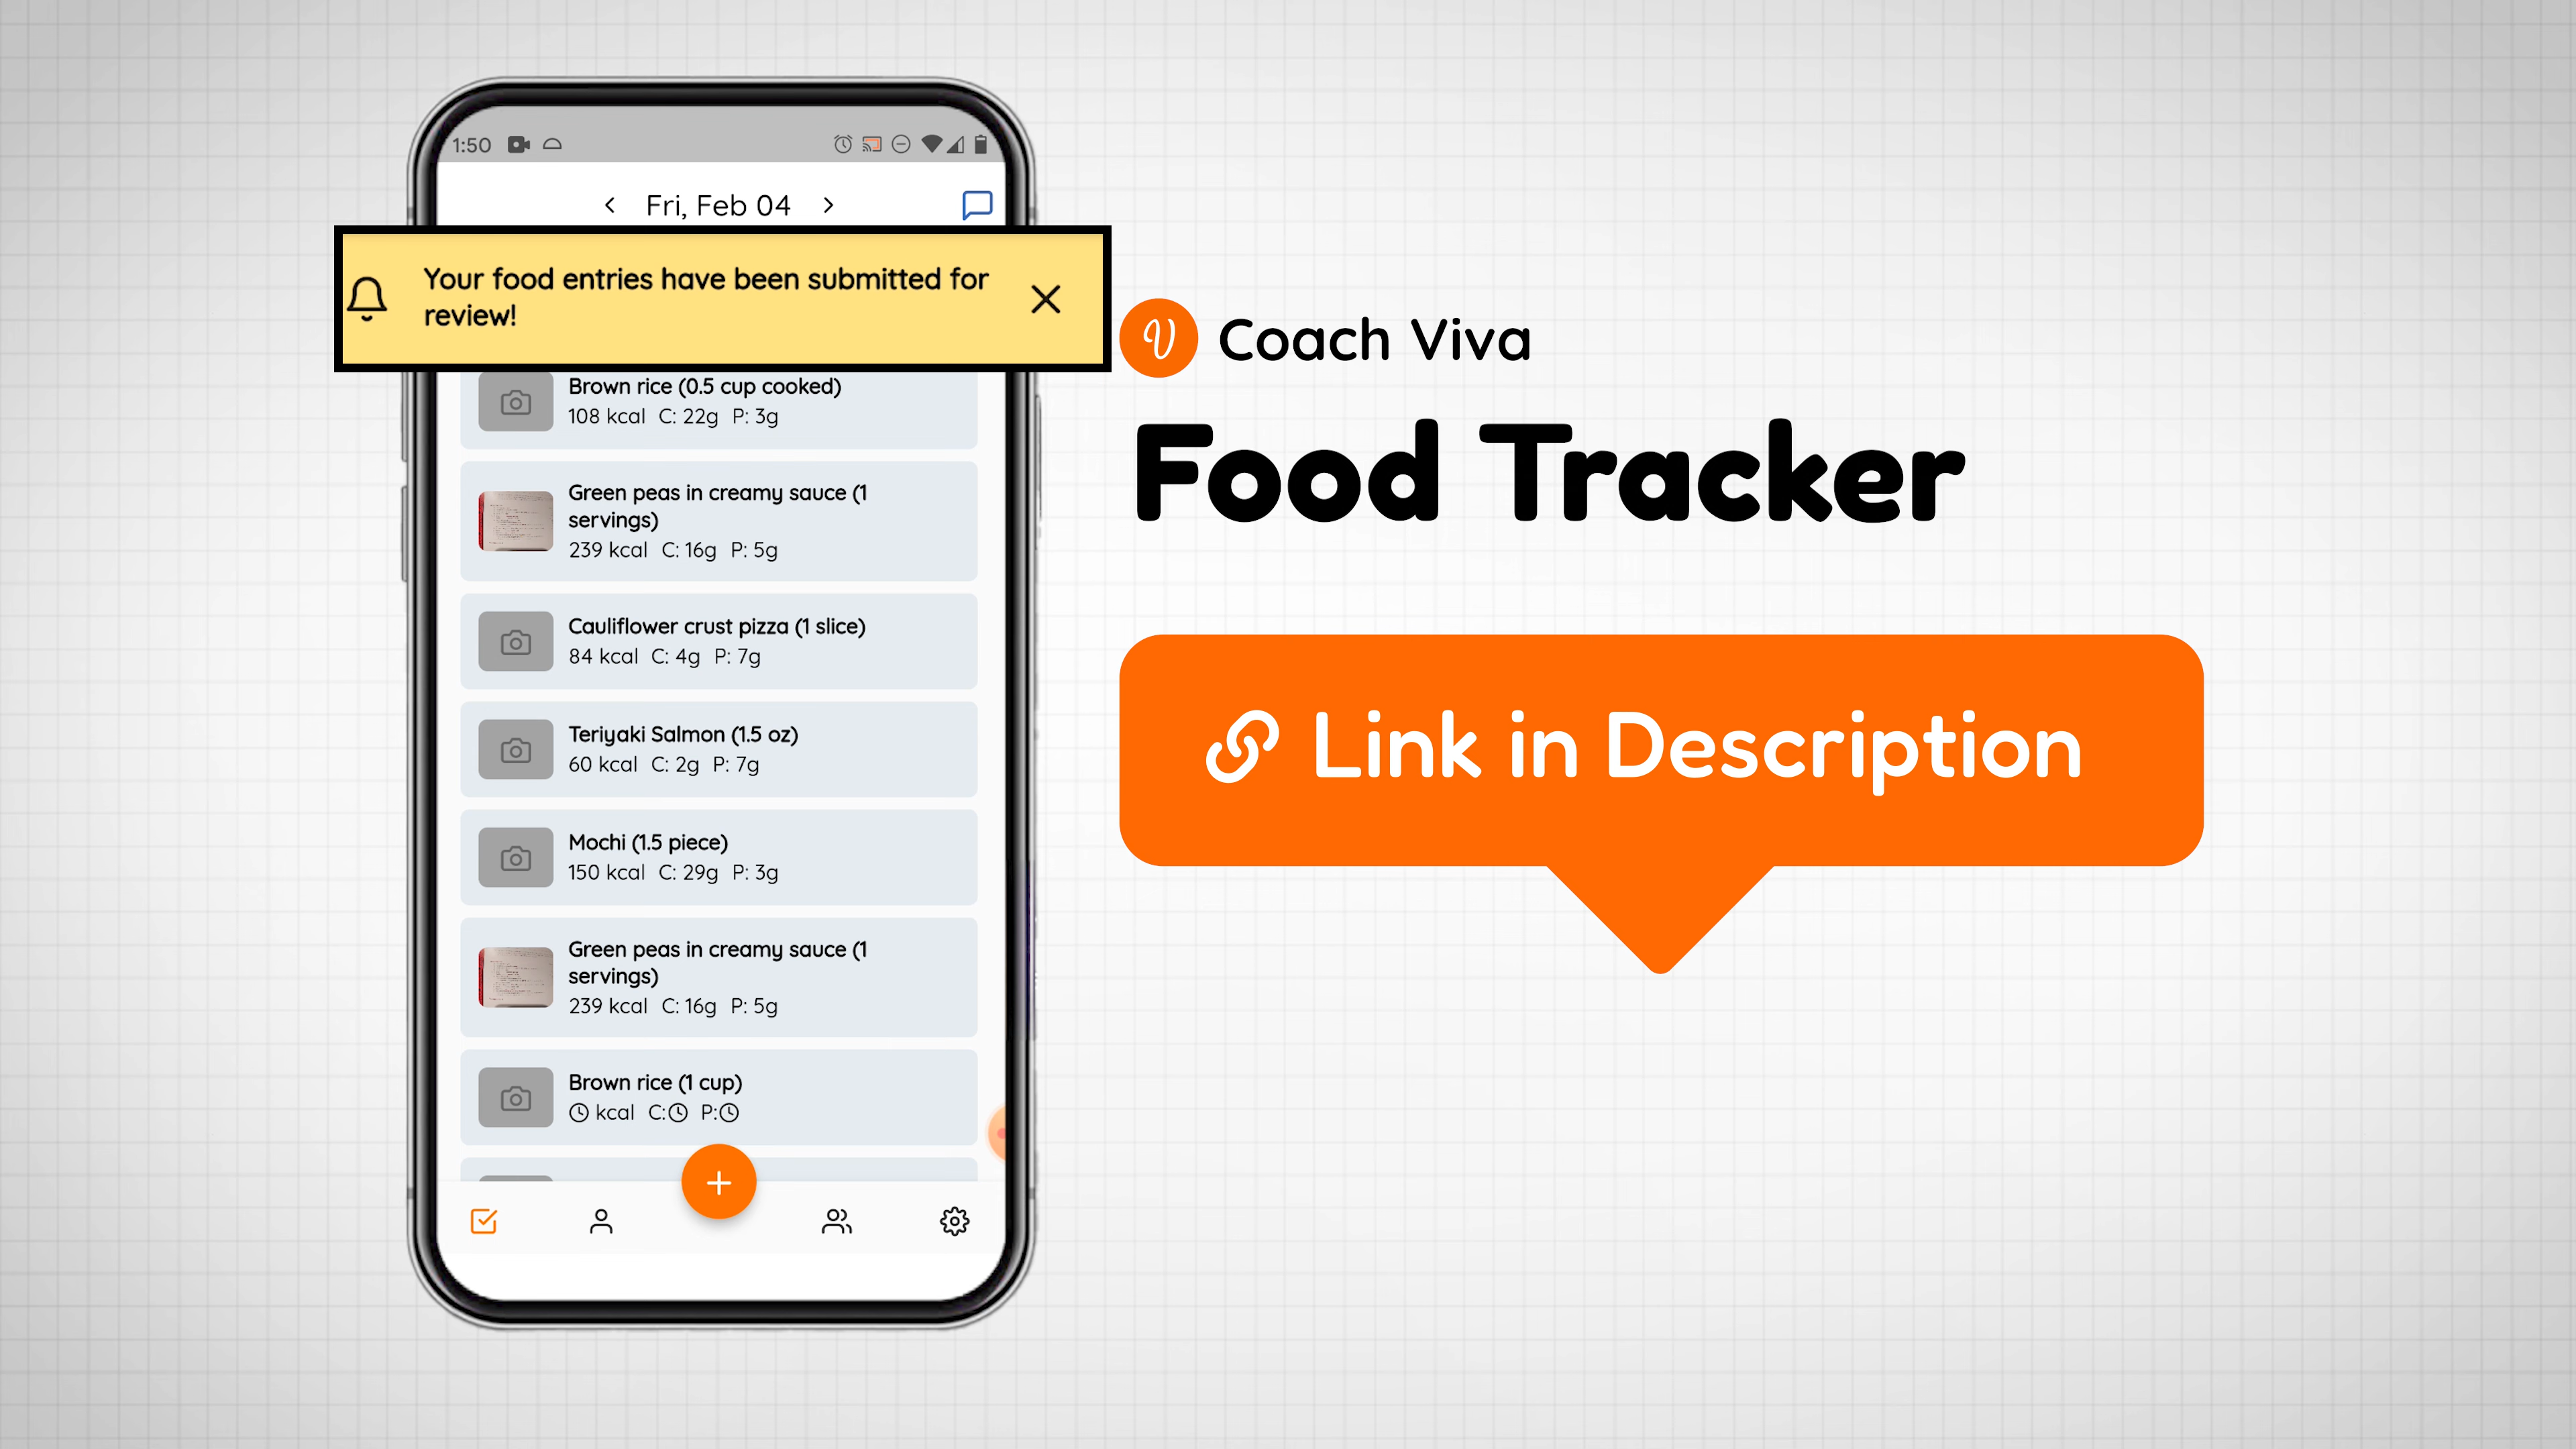 1:50
Fri, Feb 04
Your food entries have been submitted for
review!
Brown rice (0.5 cup cooked)
108 kcal C: 22g P: 3g
Green peas in creamy sauce (1
servings)
239 kcal C: 16g P: 5g
Cauliflower crust pizza (1 slice)
84 kcal C: 4g P: 7g
Teriyaki Salmon (1.5 oz)
60 kcal C: 2g P: 7g
Mochi (1.5 piece)
150 kcal C: 29g P: 3g
Green peas in creamy sauce (1
servings)
239 kcal C: 16g P: 5g
Brown rice (1 cup)
kcal C: P:
V Coach Viva
Food Tracker
Link in Description